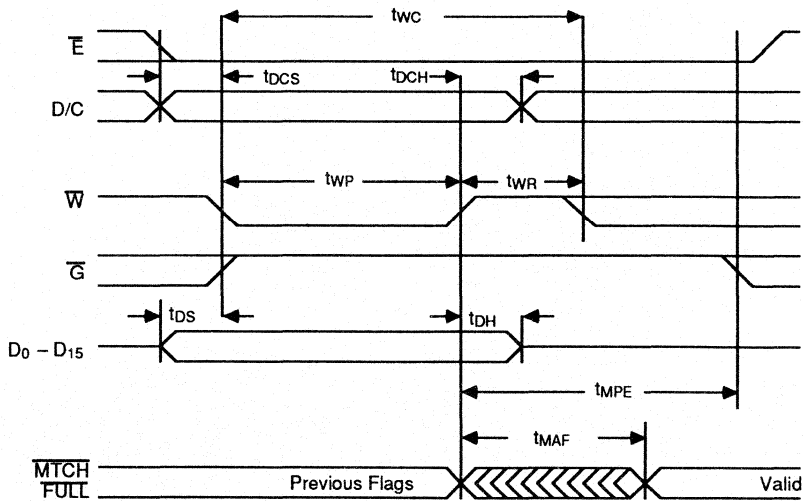 tWC
E
tDCS
tDCH
D/C
tWP
tWR
W
G
tDS
tDH
D0 – D15
tMPE
tMAF
MTCH
FULL
Previous Flags
Valid